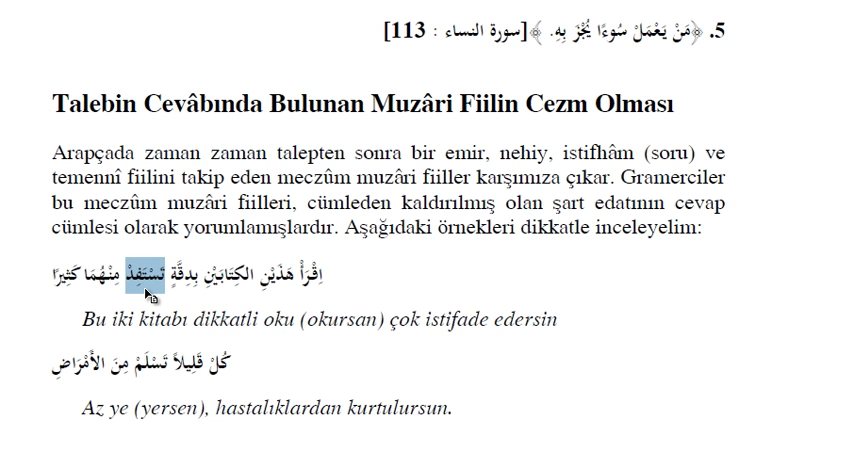 5. ﴿مَنْ يَعْمَلْ سُوءًا يُجْزَ بِهِ.﴾ [سورة النساء : 113]
Talebin Cevâbında Bulunan Muzâri Fiilin Cezm Olması
Arapçada zaman zaman talepten sonra bir emir, nehiy, istifhâm (soru) ve
temennî fiilini takip eden meczûm muzâri fiiller karşımıza çıkar. Gramerciler
bu meczûm muzâri fiilleri, cümleden kaldırılmış olan şart edatının cevap
cümlesi olarak yorumlamışlardır. Aşağıdaki örnekleri dikkatle inceleyelim:
اِقْرَأْ هَذَيْنِ الكِتَابَيْنِ بِدِقَّةٍ تَسْتَفِدْ مِنْهُمَا كَثِيرًا
Bu iki kitabı dikkatli oku (okursan) çok istifade edersin
كُلْ قَلِيلاً تَسْلَمْ مِنَ الأَمْرَاضِ
Az ye (yersen), hastalıklardan kurtulursun.